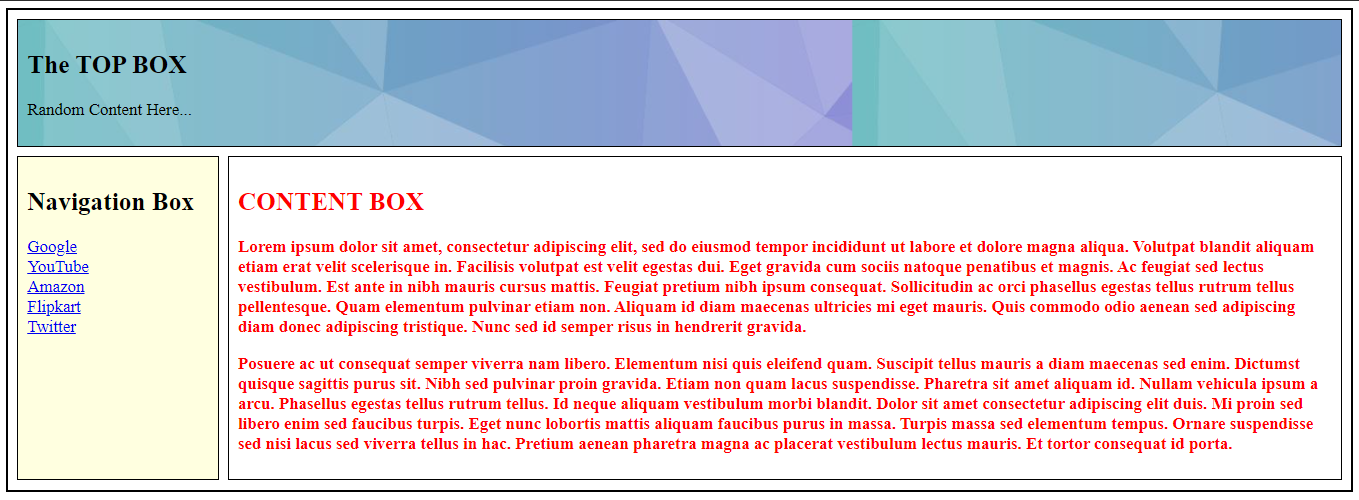 The TOP BOX
Random Content Here...
Navigation Box
Google
YouTube
Amazon
Flipkart
Twitter
CONTENT BOX
Lorem ipsum dolor sit amet, consectetur adipiscing elit, sed do eiusmod tempor incididunt ut labore et dolore magna aliqua. Volutpat blandit aliquam
etiam erat velit scelerisque in. Facilisis volutpat est velit egestas dui. Eget gravida cum sociis natoque penatibus et magnis. Ac feugiat sed lectus
vestibulum. Est ante in nibh mauris cursus mattis. Feugiat pretium nibh ipsum consequat. Sollicitudin ac orci phasellus egestas tellus rutrum tellus
pellentesque. Quam elementum pulvinar etiam non. Aliquam id diam maecenas ultricies mi eget mauris. Quis commodo odio aenean sed adipiscing
diam donec adipiscing tristique. Nunc sed id semper risus in hendrerit gravida.
Posuere ac ut consequat semper viverra nam libero. Elementum nisi quis eleifend quam. Suscipit tellus mauris a diam maecenas sed enim. Dictumst
quisque sagittis purus sit. Nibh sed pulvinar proin gravida. Etiam non quam lacus suspendisse. Pharetra sit amet aliquam id. Nullam vehicula ipsum a
arcu. Phasellus egestas tellus rutrum tellus. Id neque aliquam vestibulum morbi blandit. Dolor sit amet consectetur adipiscing elit duis. Mi proin sed
libero enim sed faucibus turpis. Eget nunc lobortis mattis aliquam faucibus purus in massa. Turpis massa sed elementum tempus. Ornare suspendisse
sed nisi lacus sed viverra tellus in hac. Pretium aenean pharetra magna ac placerat vestibulum lectus mauris. Et tortor consequat id porta.